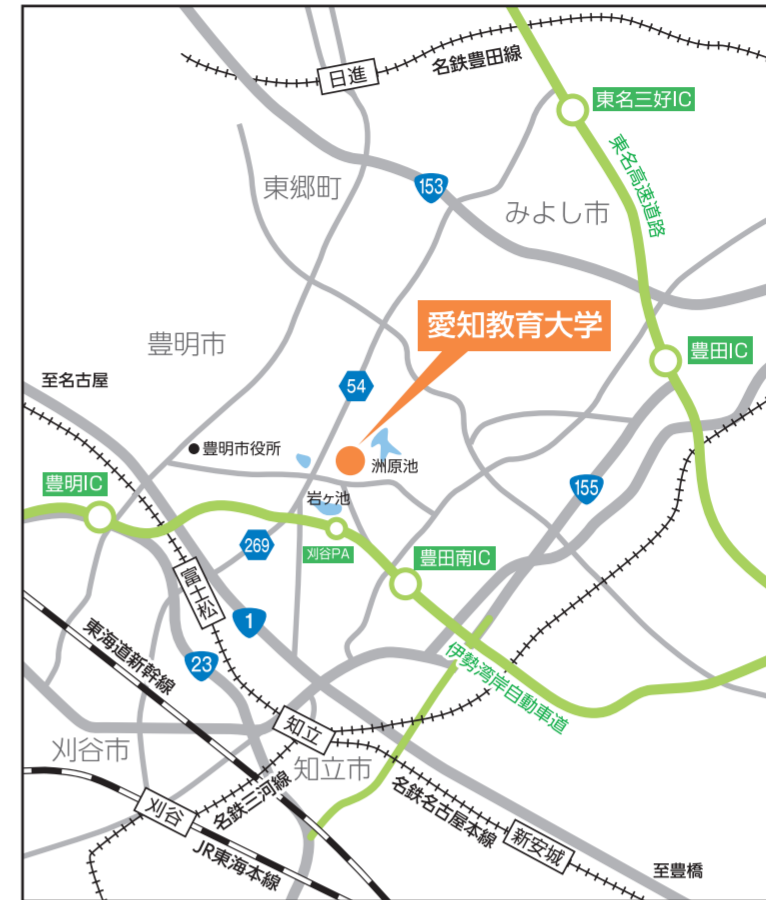 名鉄豊田線
日進
東名三好IC
東名高速道路
東郷町
153
みよし市
愛知教育大学
豊明市
豊田IC
至名古屋
54
豊明市役所
洲原池
豊明IC
155
岩ヶ池
269
刈谷PA
豊田南IC
富士松
1
東海道新幹線
23
伊勢湾岸自動車道
知立
刈谷市
知立市
名鉄三河線
名鉄名古屋本線
刈谷
新安城
JR東海本線
至豊橋